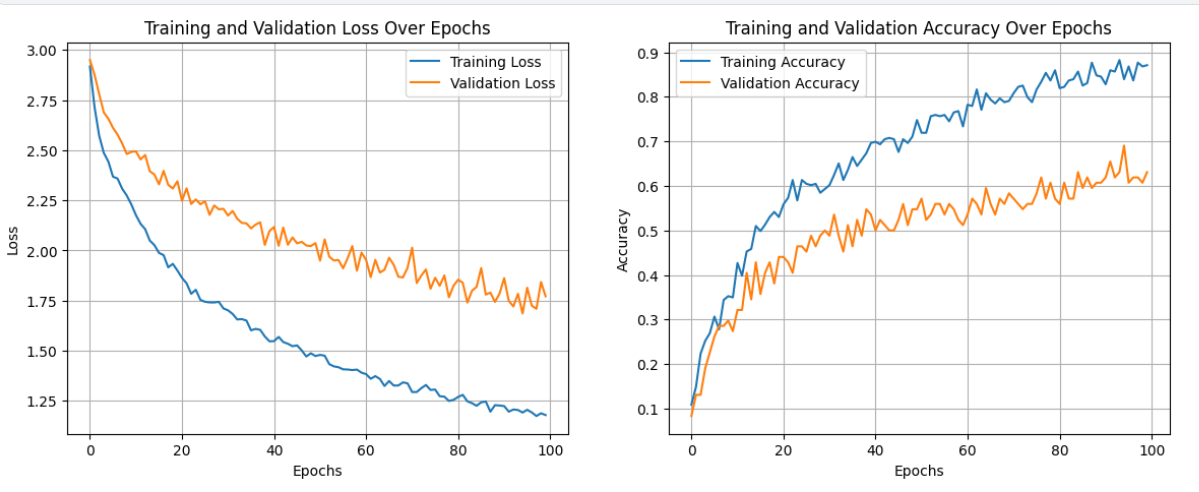 Training and Validation Loss Over Epochs
3.00
2.75
2.50
2.25
2.00
1.75
1.50
1.25
Loss
Training Loss
Validation Loss
0 20 40 60 80 100
Epochs
Training and Validation Accuracy Over Epochs
0.9
0.8
0.7
0.6
0.5
0.4
0.3
0.2
0.1
Accuracy
Training Accuracy
Validation Accuracy
0 20 40 60 80 100
Epochs